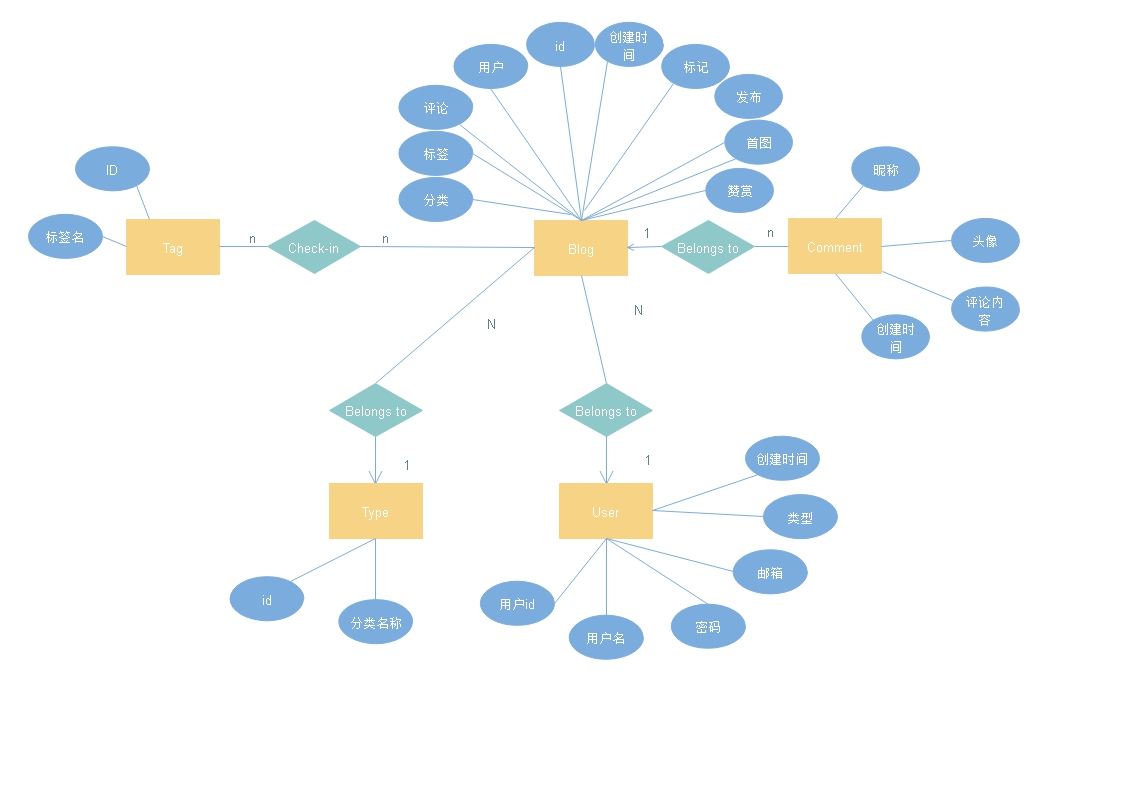 创建时
间
id
用户
标记
发布
评论
首图
标签
ID
昵称
赞赏
分类
标签名
Tag
n
Check-in
n
Blog
1
Belongs to
n
Comment
头像
评论内
容
创建时
间
N
N
Belongs to
Belongs to
1
1
创建时间
Type
User
类型
邮箱
id
用户id
分类名称
用户名
密码